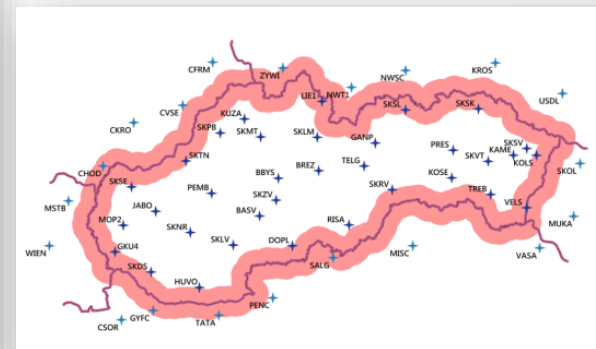 CFRM
ZYWI
NWSC
KROS
LIE1
NWT1
USDL
CVSE
KUZA
SKSL
SKSK
CKRO
SKPB
SKMT
SKLM
GANP
PRES
SKSV
KAME
SKTN
BREZ
TELG
SKVT
KOLS
CHOD
BBYS
KOSE
SKOL
SKSE
PEMB
SKRV
TREB
MSTB
JABO
SKZV
VELS
MOP2
BASV
RISA
MUKA
SKNR
WIEN
GKU4
SKLV
DOPL
MISC
VASA
SKDS
SALG
HUVO
PENC
CSOR
GYFC
TATA